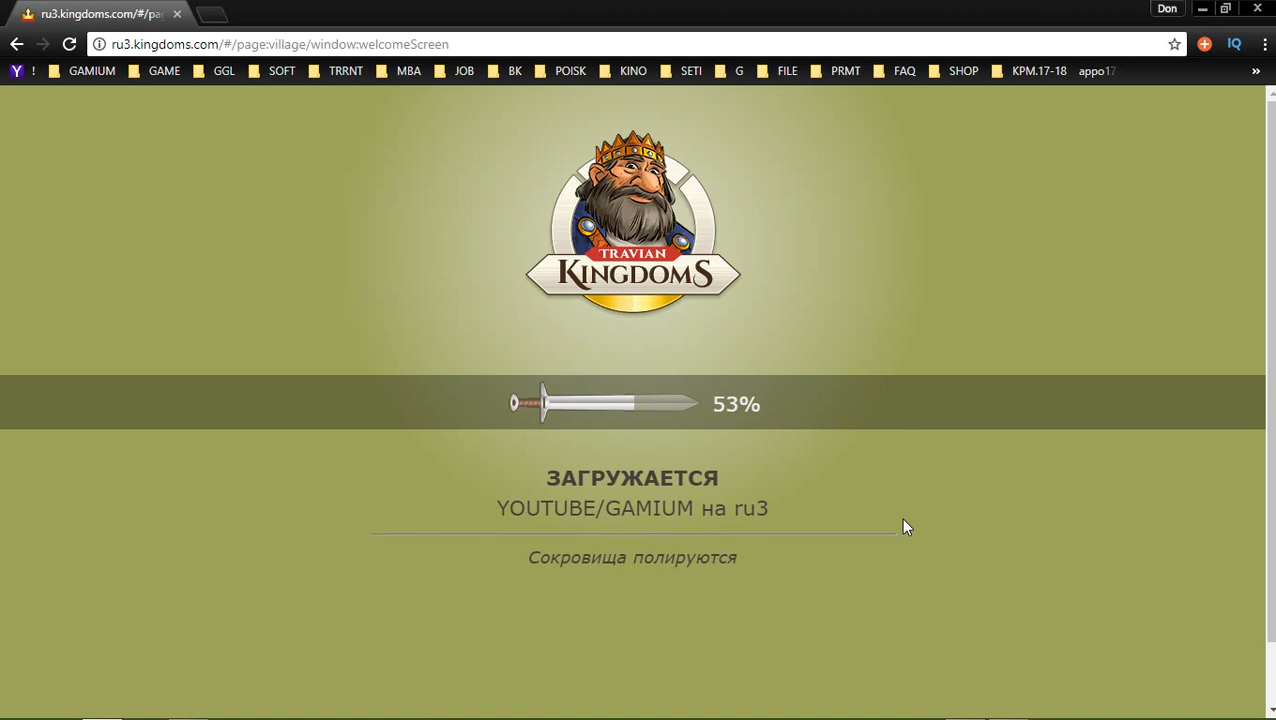 ru3.kingdoms.com/#/pa
Don
ru3.kingdoms.com/#/page:village/window:welcomeScreen
IQ
Y ! GAMIUM GAME GGL SOFT TRRNT MBA JOB BK POISK KINO SETI G FILE PRMT FAQ SHOP KPM.17-18 appo17 »
TRAVIAN
KINGDOMS
53%
ЗАГРУЖАЕТСЯ
YOUTUBE/GAMIUM на ru3
Сокровища полируются